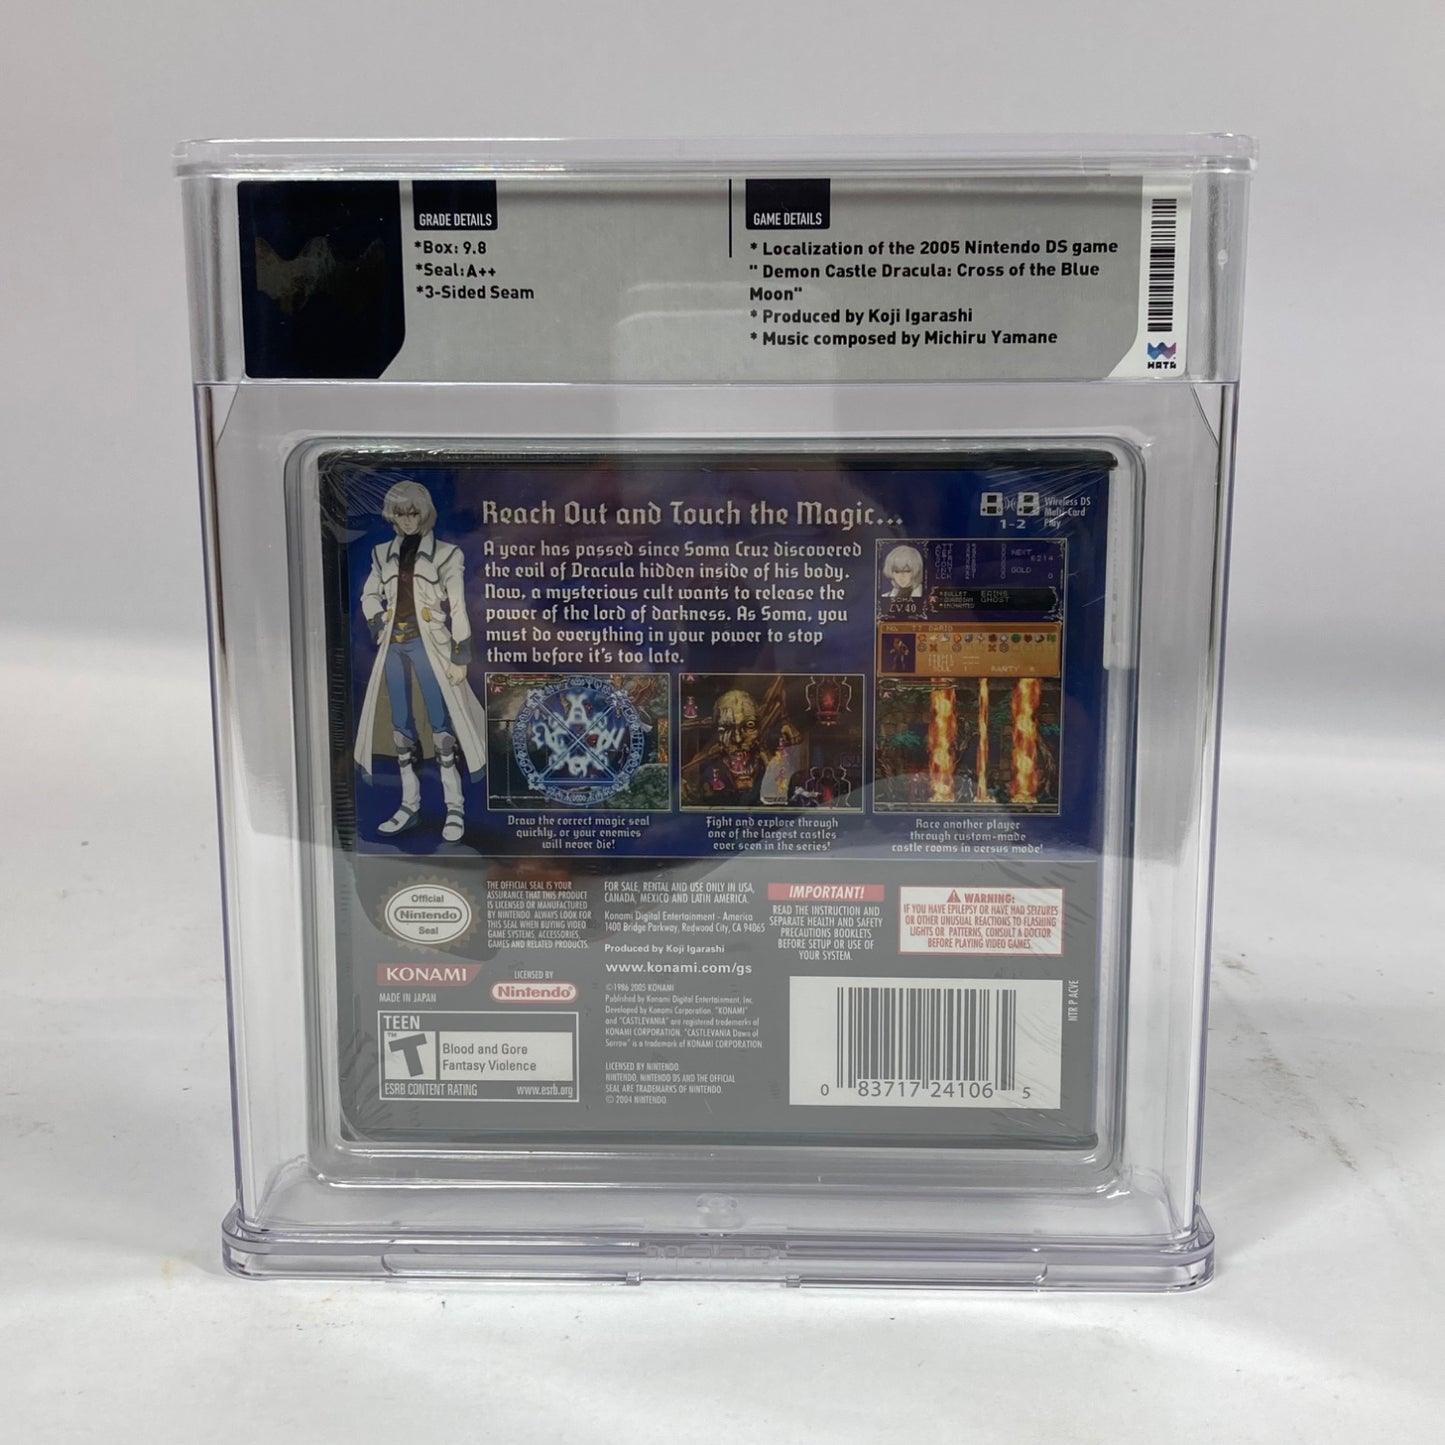 GRADE DETAILS
*Box: 9.8
*Seal: A++
*3-Sided Seam
GAME DETAILS
* Localization of the 2005 Nintendo DS game
" Demon Castle Dracula: Cross of the Blue
Moon"
* Produced by Koji Igarashi
* Music composed by Michiru Yamane
WATA
Reach Out and Touch the Magic...
A year has passed since Soma Cruz discovered
the evil of Dracula hidden inside of his body.
Now, a mysterious cult wants to release the
power of the lord of darkness. As Soma, you
must do everything in your power to stop
them before it's too late.
Wireless DS
Multi-Card
Play
1-2
NEXT
6214
GOLD
0
SOMA
LV.40
Draw the correct magic seal
quickly, or your enemies
will never die!
Fight and explore through
one of the largest castles
ever seen in the series!
Race another player
through custom-made
castle rooms in versus mode!
Official
Nintendo
Seal
THE OFFICIAL SEAL IS YOUR
ASSURANCE THAT THIS PRODUCT
IS LICENSED OR MANUFACTURED
BY NINTENDO. ALWAYS LOOK FOR
THIS SEAL WHEN BUYING VIDEO
GAME SYSTEMS, ACCESSORIES,
GAMES AND RELATED PRODUCTS.
KONAMI
MADE IN JAPAN
LICENSED BY
Nintendo
TEEN
T
TM
Blood and Gore
Fantasy Violence
ESRB CONTENT RATING
www.esrb.org
FOR SALE, RENTAL AND USE ONLY IN USA,
CANADA, MEXICO AND LATIN AMERICA.
Konami Digital Entertainment - America
1400 Bridge Parkway, Redwood City, CA 94065
Produced by Koji Igarashi
www.konami.com/gs
©1986 2005 KONAMI
Published by Konami Digital Entertainment, Inc.
Developed by Konami Corporation. "KONAMI"
and "CASTLEVANIA" are registered trademarks of
KONAMI CORPORATION. "CASTLEVANIA Dawn of
Sorrow" is a trademark of KONAMI CORPORATION.
LICENSED BY NINTENDO.
NINTENDO, NINTENDO DS AND THE OFFICIAL
SEAL ARE TRADEMARKS OF NINTENDO.
© 2004 NINTENDO.
IMPORTANT!
READ THE INSTRUCTION AND
SEPARATE HEALTH AND SAFETY
PRECAUTIONS BOOKLETS
BEFORE SETUP OR USE OF
YOUR SYSTEM.
WARNING:
IF YOU HAVE EPILEPSY OR HAVE HAD SEIZURES
OR OTHER UNUSUAL REACTIONS TO FLASHING
LIGHTS OR PATTERNS, CONSULT A DOCTOR
BEFORE PLAYING VIDEO GAMES.
NTR P ACVE
0 83717 24106 5